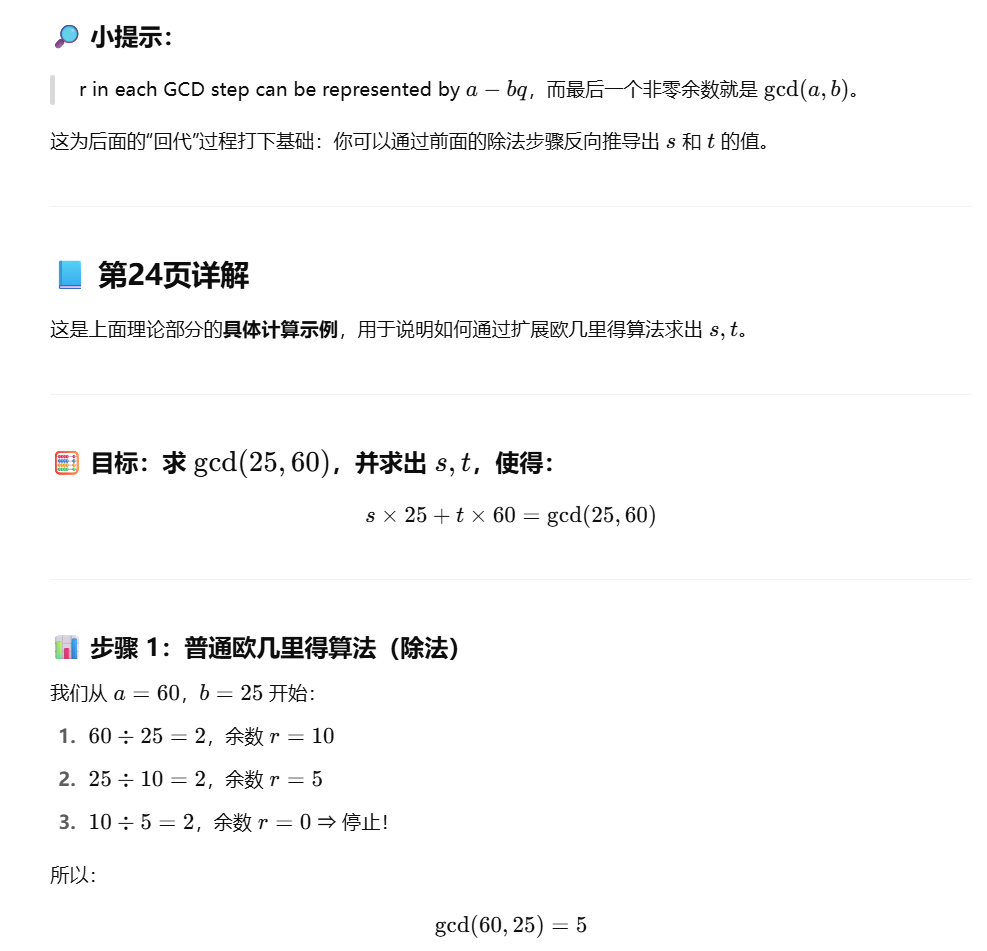 🔎 小提示：
r in each GCD step can be represented by a − bq，而最后一个非零余数就是 gcd(a, b)。
这为后面的“回代”过程打下基础：你可以通过前面的除法步骤反向推导出 s 和 t 的值。
📘 第24页详解
这是上面理论部分的具体计算示例，用于说明如何通过扩展欧几里得算法求出 s, t。
🧮 目标：求 gcd(25, 60)，并求出 s, t，使得：
s × 25 + t × 60 = gcd(25, 60)
📊 步骤 1：普通欧几里得算法（除法）
我们从 a = 60，b = 25 开始：
1. 60 ÷ 25 = 2，余数 r = 10
2. 25 ÷ 10 = 2，余数 r = 5
3. 10 ÷ 5 = 2，余数 r = 0 ⇒ 停止！
所以：
gcd(60, 25) = 5